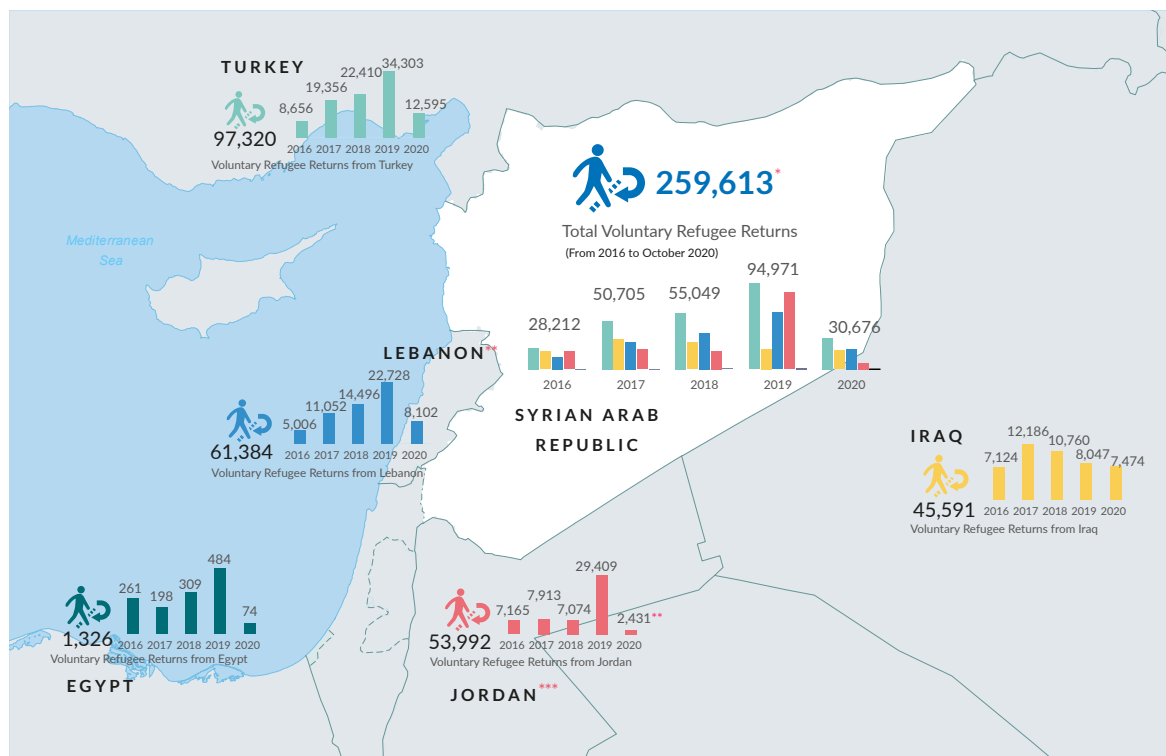 TURKEY
8,656
19,356
22,410
34,303
12,595
97,320
2016 2017 2018 2019 2020
Voluntary Refugee Returns from Turkey
259,613*
Total Voluntary Refugee Returns
(From 2016 to October 2020)
28,212
50,705
55,049
94,971
30,676
2016 2017 2018 2019 2020
SYRIAN ARAB
REPUBLIC
Mediterranean
Sea
LEBANON**
5,006
11,052
14,496
22,728
8,102
61,384
2016 2017 2018 2019 2020
Voluntary Refugee Returns from Lebanon
IRAQ
7,124
12,186
10,760
8,047
7,474
45,591
2016 2017 2018 2019 2020
Voluntary Refugee Returns from Iraq
261
198
309
484
74
1,326
2016 2017 2018 2019 2020
Voluntary Refugee Returns from Egypt
EGYPT
7,165
7,913
7,074
29,409
2,431**
53,992
2016 2017 2018 2019 2020
Voluntary Refugee Returns from Jordan
JORDAN***